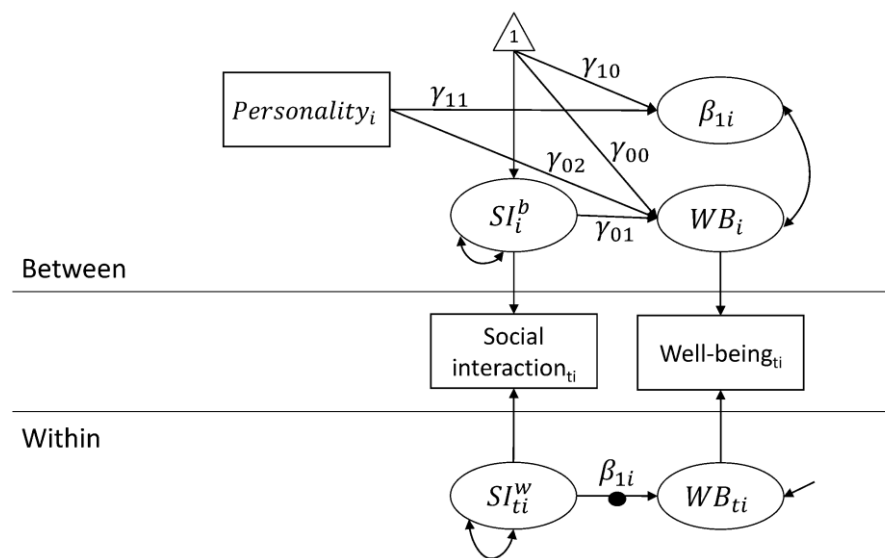 1
γ₁₀
Personalityᵢ
γ₁₁
β₁ᵢ
γ₀₀
γ₀₂
SIᵢᵇ
γ₀₁
WBᵢ
Between
Social
interactionₜᵢ
Well-beingₜᵢ
Within
β₁ᵢ
SIₜᵢʷ
WBₜᵢ